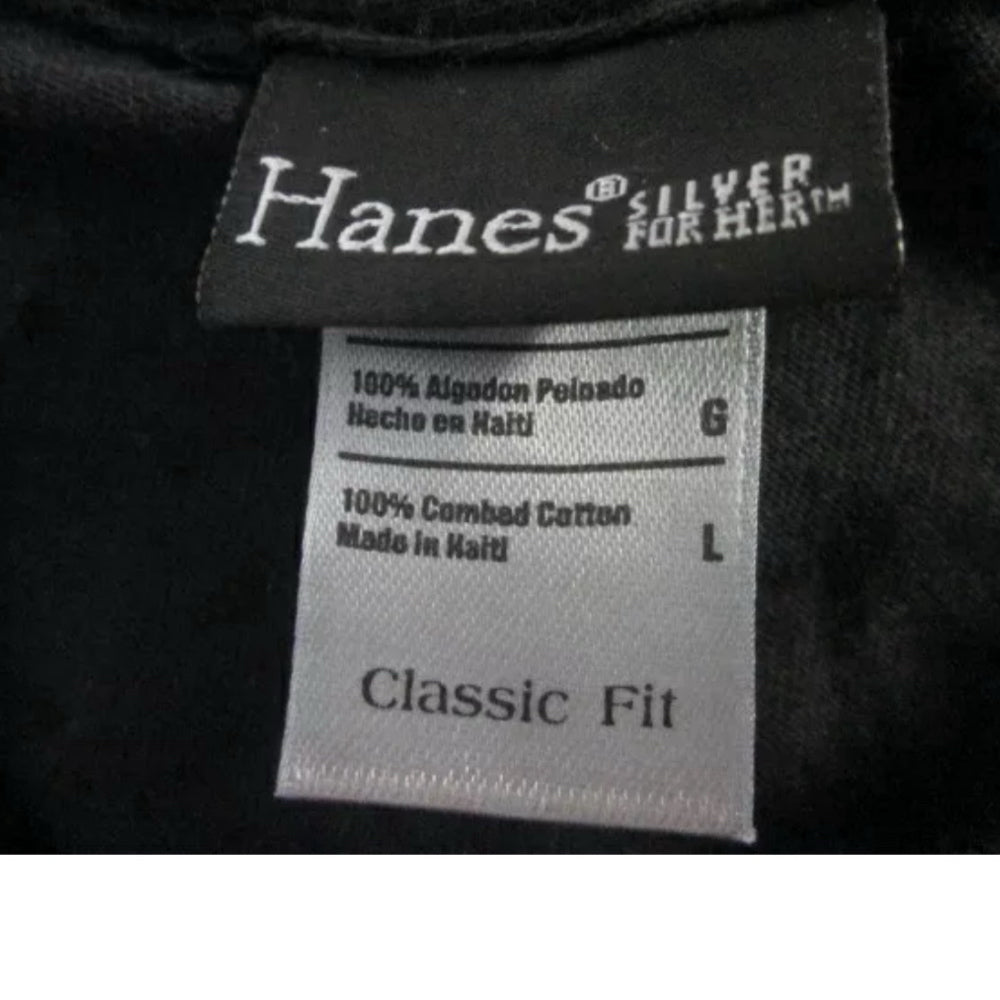 Hanes® SILVER
FOR HER™
100% Algodon Peinado
Hecho en Haiti
G
100% Combed Cotton
Made in Haiti
L
Classic Fit